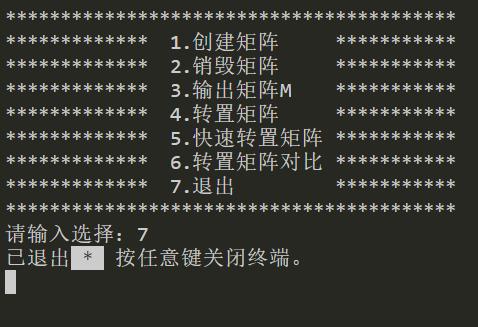 *****************************************
*************  1.创建矩阵     ***********
*************  2.销毁矩阵     ***********
*************  3.输出矩阵M    ***********
*************  4.转置矩阵     ***********
*************  5.快速转置矩阵 ***********
*************  6.转置矩阵对比 ***********
*************  7.退出         ***********
*****************************************
请输入选择：7
已退出 *  按任意键关闭终端。